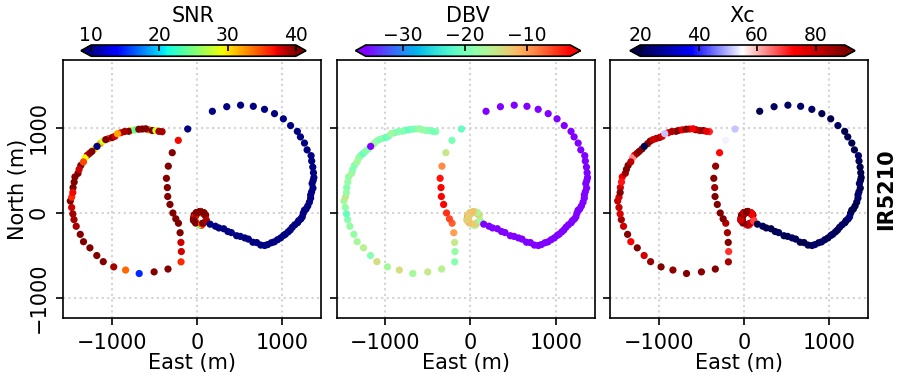 SNR DBV Xc
10 20 30 40 −30 −20 −10 20 40 60 80
1000
0
−1000
North (m)
−1000 0 1000 −1000 0 1000 −1000 0 1000
East (m) East (m) East (m)
IR5210